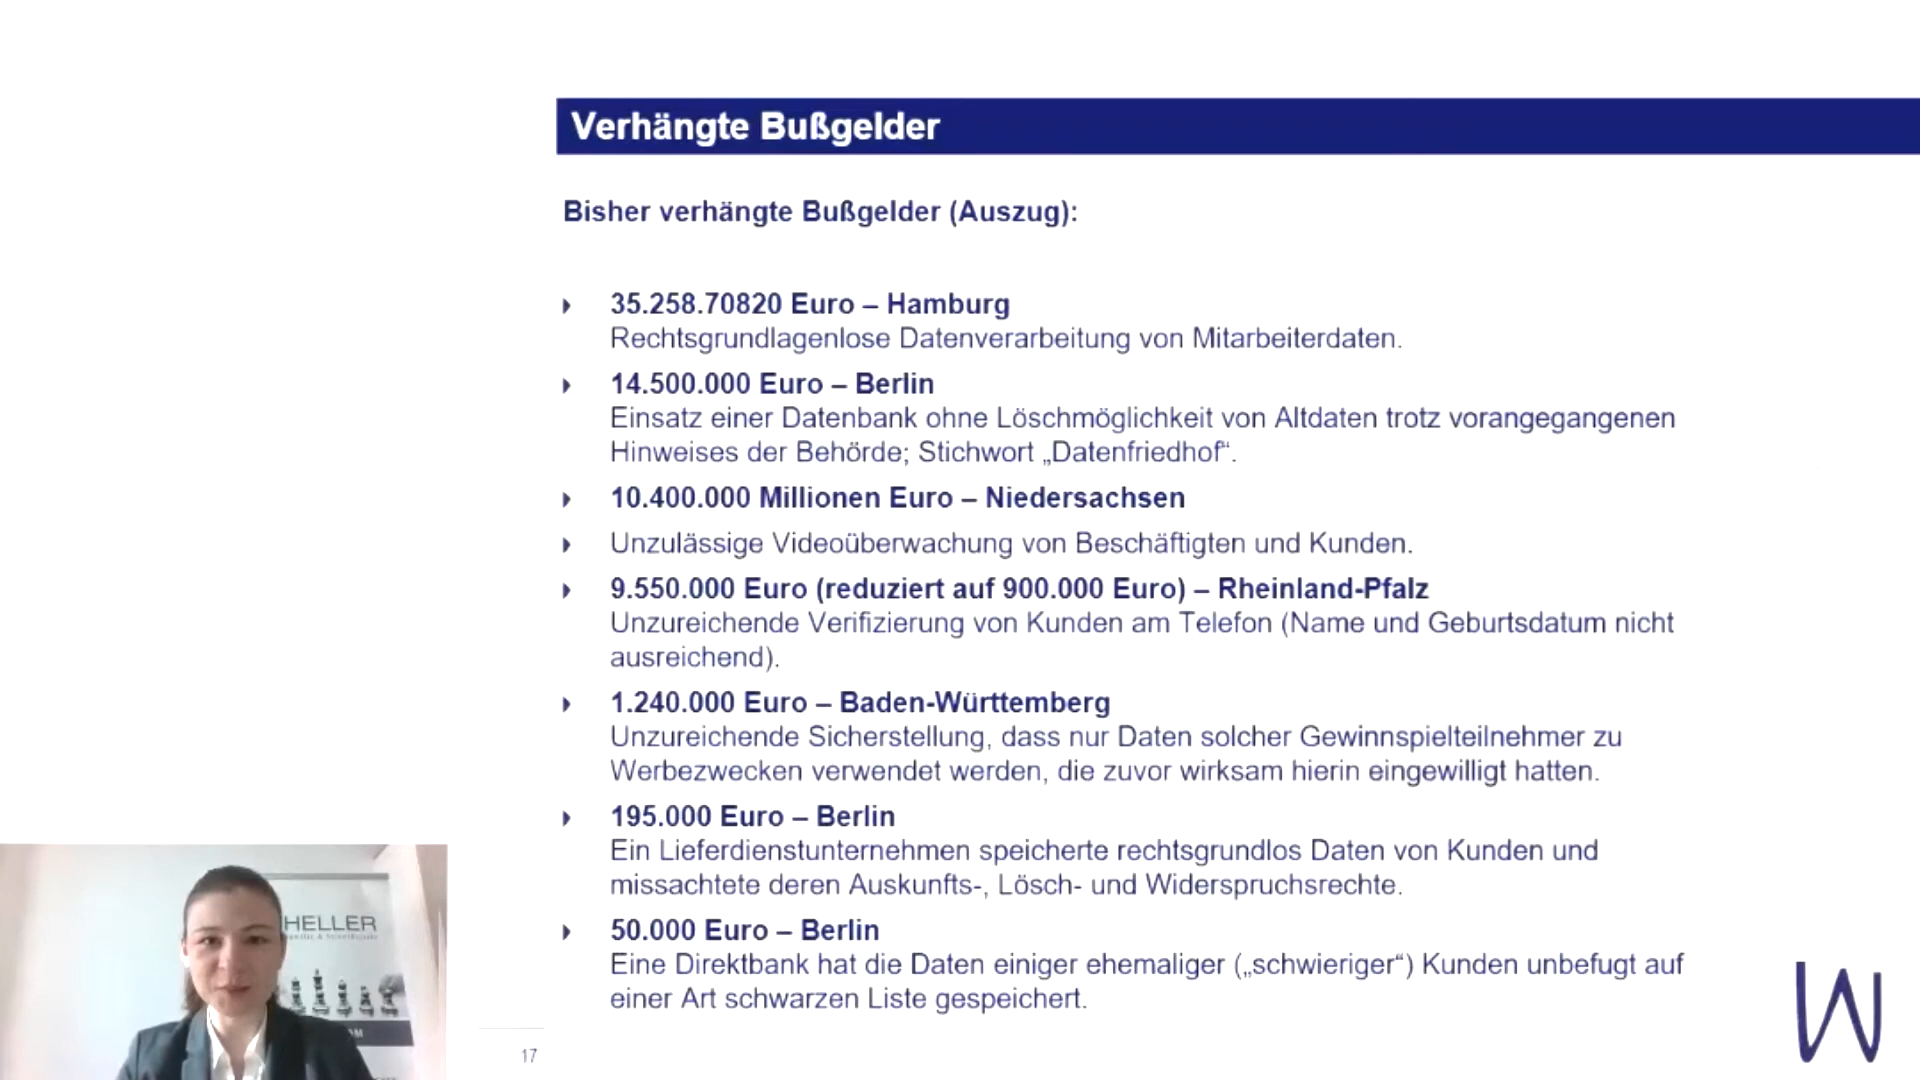 Verhängte Bußgelder
Bisher verhängte Bußgelder (Auszug):
35.258.70820 Euro – Hamburg
Rechtsgrundlagenlose Datenverarbeitung von Mitarbeiterdaten.
14.500.000 Euro – Berlin
Einsatz einer Datenbank ohne Löschmöglichkeit von Altdaten trotz vorangegangenen
Hinweises der Behörde; Stichwort „Datenfriedhof“.
10.400.000 Millionen Euro – Niedersachsen
Unzulässige Videoüberwachung von Beschäftigten und Kunden.
9.550.000 Euro (reduziert auf 900.000 Euro) – Rheinland-Pfalz
Unzureichende Verifizierung von Kunden am Telefon (Name und Geburtsdatum nicht
ausreichend).
1.240.000 Euro – Baden-Württemberg
Unzureichende Sicherstellung, dass nur Daten solcher Gewinnspielteilnehmer zu
Werbezwecken verwendet werden, die zuvor wirksam hierin eingewilligt hatten.
195.000 Euro – Berlin
Ein Lieferdienstunternehmen speicherte rechtsgrundlos Daten von Kunden und
missachtete deren Auskunfts-, Lösch- und Widerspruchsrechte.
50.000 Euro – Berlin
Eine Direktbank hat die Daten einiger ehemaliger („schwieriger“) Kunden unbefugt auf
einer Art schwarzen Liste gespeichert.
HELLER
17
W